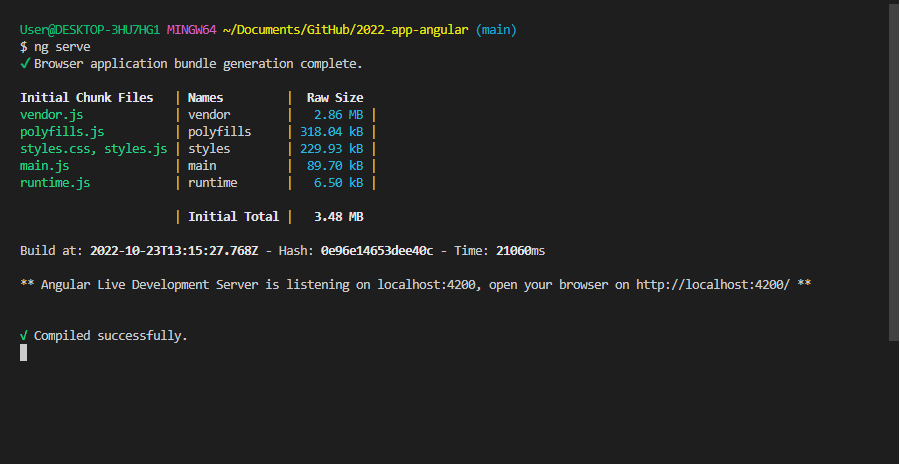 User@DESKTOP-3HU7HG1 MINGW64 ~/Documents/GitHub/2022-app-angular (main)
$ ng serve
✓ Browser application bundle generation complete.
Initial Chunk Files | Names | Raw Size
vendor.js | vendor | 2.86 MB |
polyfills.js | polyfills | 318.04 kB |
styles.css, styles.js | styles | 229.93 kB |
main.js | main | 89.70 kB |
runtime.js | runtime | 6.50 kB |
| Initial Total | 3.48 MB
Build at: 2022-10-23T13:15:27.768Z - Hash: 0e96e14653dee40c - Time: 21060ms
** Angular Live Development Server is listening on localhost:4200, open your browser on http://localhost:4200/ **
√ Compiled successfully.